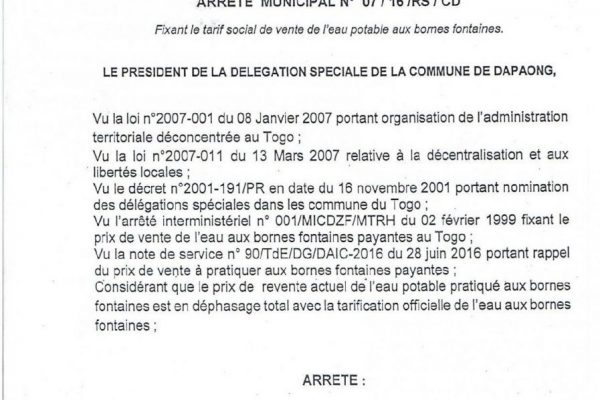 ARRETE MUNICIPAL N° 07 / 16 /RS / CD
Fixant le tarif social de vente de l'eau potable aux bornes fontaines.
LE PRESIDENT DE LA DELEGATION SPECIALE DE LA COMMUNE DE DAPAONG,
Vu la loi n°2007-001 du 08 Janvier 2007 portant organisation de l'administration
territoriale déconcentrée au Togo ;
Vu la loi n°2007-011 du 13 Mars 2007 relative à la décentralisation et aux
libertés locales ;
Vu le décret n°2001-191/PR en date du 16 novembre 2001 portant nomination
des délégations spéciales dans les commune du Togo ;
Vu l'arrêté interministériel n° 001/MICDZF/MTRH du 02 février 1999 fixant le
prix de vente de l'eau aux bornes fontaines payantes au Togo ;
Vu la note de service n° 90/TdE/DG/DAIC-2016 du 28 juin 2016 portant rappel
du prix de vente à pratiquer aux bornes fontaines payantes ;
Considérant que le prix de revente actuel de l'eau potable pratiqué aux bornes
fontaines est en déphasage total avec la tarification officielle de l'eau aux bornes
fontaines ;
ARRETE :